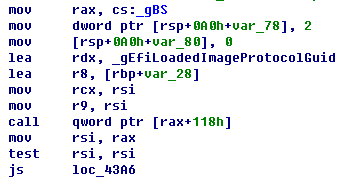 mov     rax, cs:_gBS
mov     dword ptr [rsp+0A0h+var_78], 2
mov     [rsp+0A0h+var_80], 0
lea     rdx, _gEfiLoadedImageProtocolGuid
lea     r8, [rbp+var_28]
mov     rcx, rsi
mov     r9, rsi
call    qword ptr [rax+118h]
mov     rsi, rax
test    rsi, rsi
js      loc_43A6